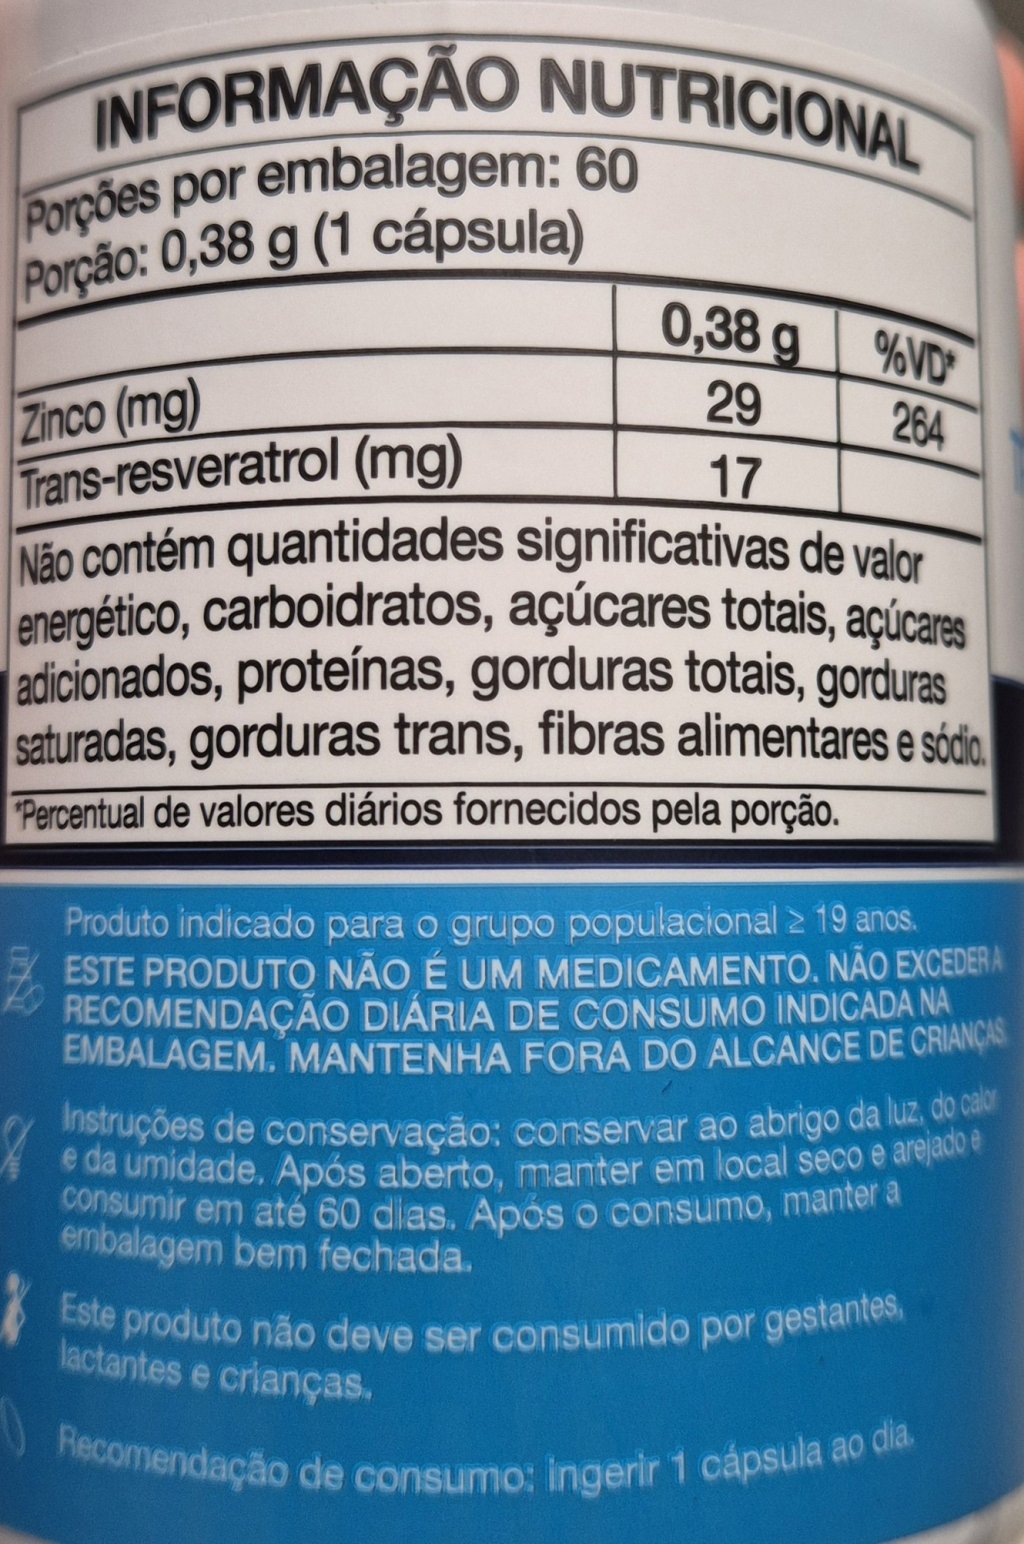 INFORMAÇÃO NUTRICIONAL
Porções por embalagem: 60
Porção: 0,38 g (1 cápsula)
0,38 g %VD*
Zinco (mg) 29 264
Trans-resveratrol (mg) 17
Não contém quantidades significativas de valor
energético, carboidratos, açúcares totais, açúcares
adicionados, proteínas, gorduras totais, gorduras
saturadas, gorduras trans, fibras alimentares e sódio.
*Percentual de valores diários fornecidos pela porção.
Produto indicado para o grupo populacional ≥ 19 anos.
ESTE PRODUTO NÃO É UM MEDICAMENTO. NÃO EXCEDER A
RECOMENDAÇÃO DIÁRIA DE CONSUMO INDICADA NA
EMBALAGEM. MANTENHA FORA DO ALCANCE DE CRIANÇAS
Instruções de conservação: conservar ao abrigo da luz, do calor
e da umidade. Após aberto, manter em local seco e arejado e
consumir em até 60 dias. Após o consumo, manter a
embalagem bem fechada.
Este produto não deve ser consumido por gestantes,
lactantes e crianças.
Recomendação de consumo: ingerir 1 cápsula ao dia.